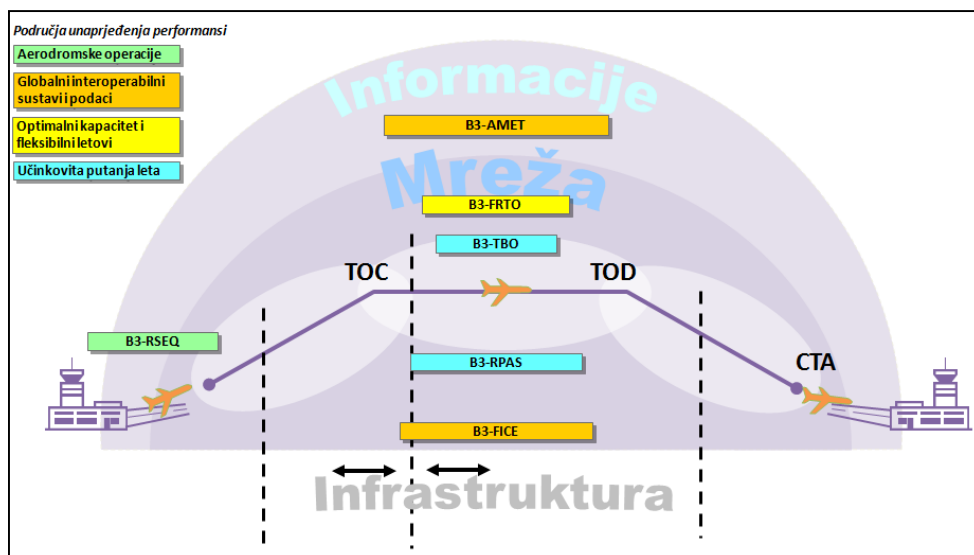 Područja unaprjeđenja performansi
Aerodromske operacije
Globalni interoperabilni
sustavi i podaci
Optimalni kapacitet i
fleksibilni letovi
Učinkovita putanja leta
Informacije
B3-AMET
Mreža
B3-FRTO
B3-TBO
TOC
TOD
B3-RSEQ
B3-RPAS
CTA
B3-FICE
Infrastruktura